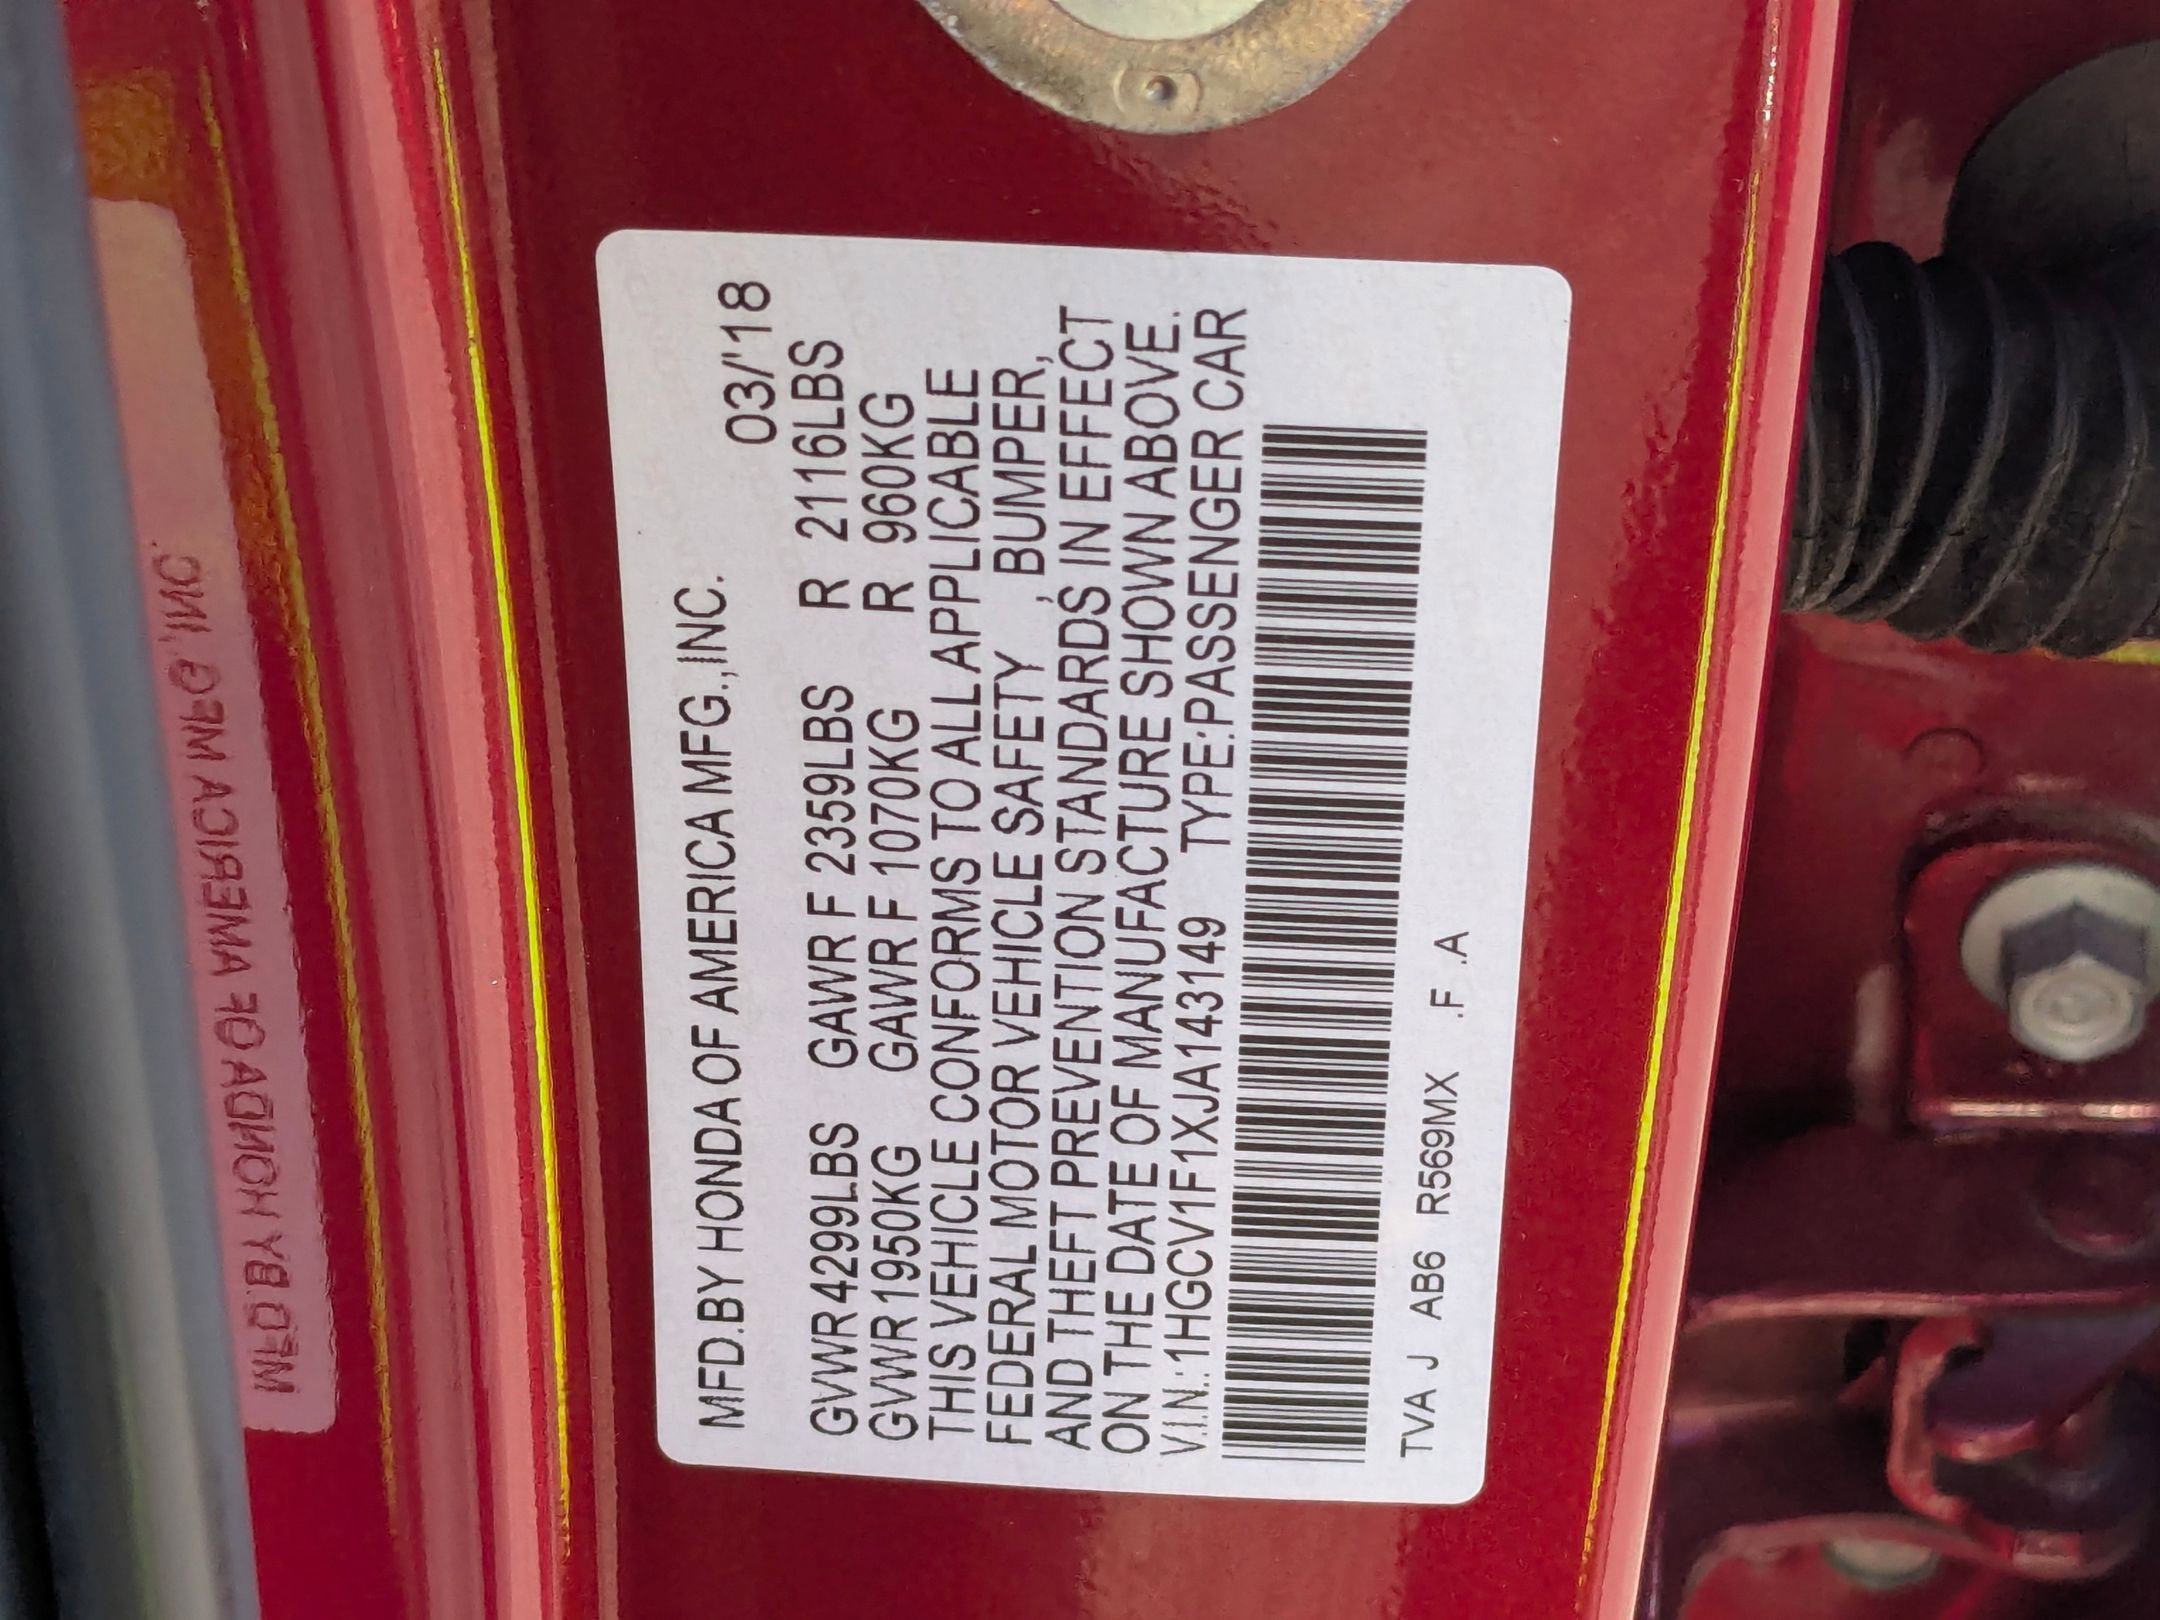 MFD.BY HONDA OF AMERICA MFG.,INC. 03/'18
GVWR 4299LBS GAWR F 2359LBS R 2116LBS
GVWR 1950KG GAWR F 1070KG R 960KG
THIS VEHICLE CONFORMS TO ALL APPLICABLE
FEDERAL MOTOR VEHICLE SAFETY , BUMPER,
AND THEFT PREVENTION STANDARDS IN EFFECT
ON THE DATE OF MANUFACTURE SHOWN ABOVE.
V.I.N.:1HGCV1F1XJA143149 TYPE:PASSENGER CAR
TVA J AB6 R569MX .F .A
MFD.BY HONDA OF AMERICA MFG.,INC.